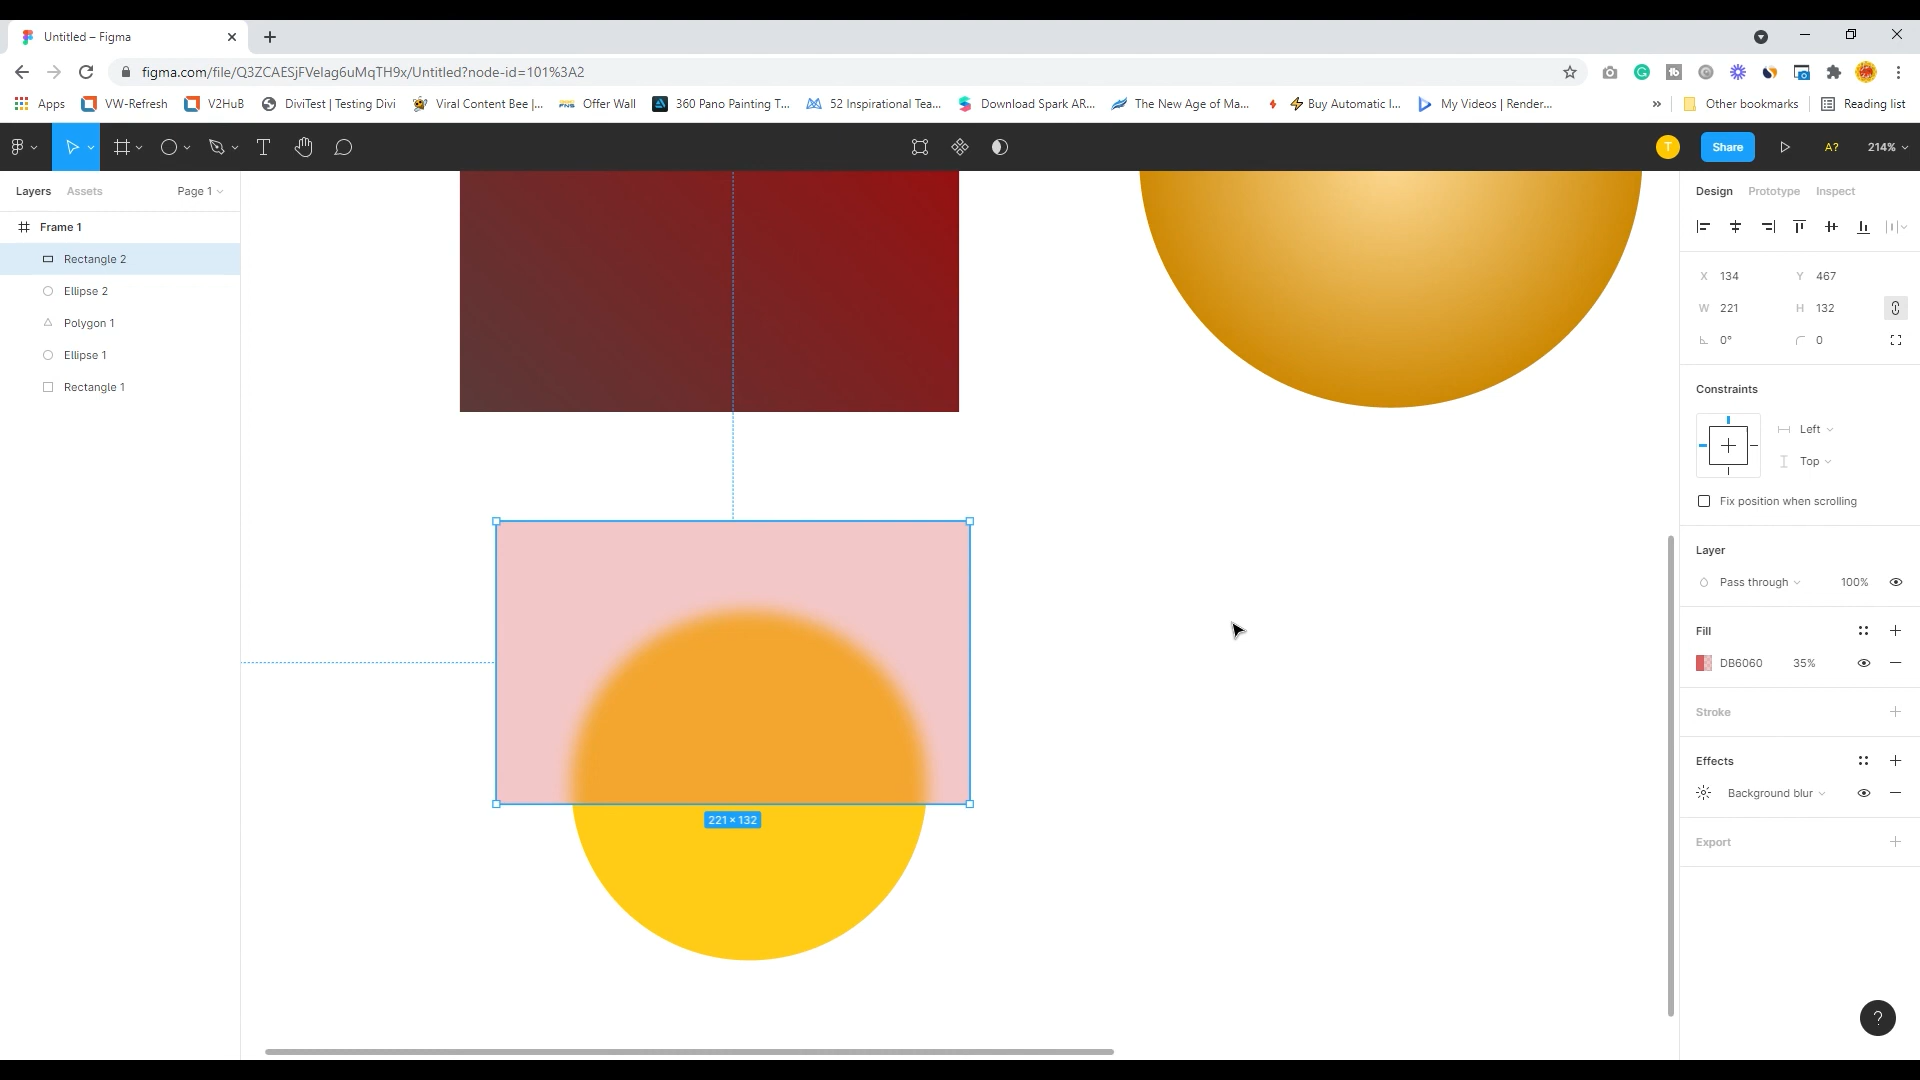 Untitled – Figma
figma.com/file/Q3ZCAESjFVelag6uMqTH9x/Untitled?node-id=101%3A2
Apps VW-Refresh V2HuB DiviTest | Testing Divi Viral Content Bee |... Offer Wall 360 Pano Painting T... 52 Inspirational Tea... Download Spark AR... The New Age of Ma... Buy Automatic I... My Videos | Render... » Other bookmarks Reading list
T Share A? 214%
Layers Assets Page 1
Frame 1
Rectangle 2
Ellipse 2
Polygon 1
Ellipse 1
Rectangle 1
221 × 132
Design Prototype Inspect
X 134 Y 467
W 221 H 132
0° 0
Constraints
Left
Top
Fix position when scrolling
Layer
Pass through 100%
Fill
DB6060 35%
Stroke
Effects
Background blur
Export
?